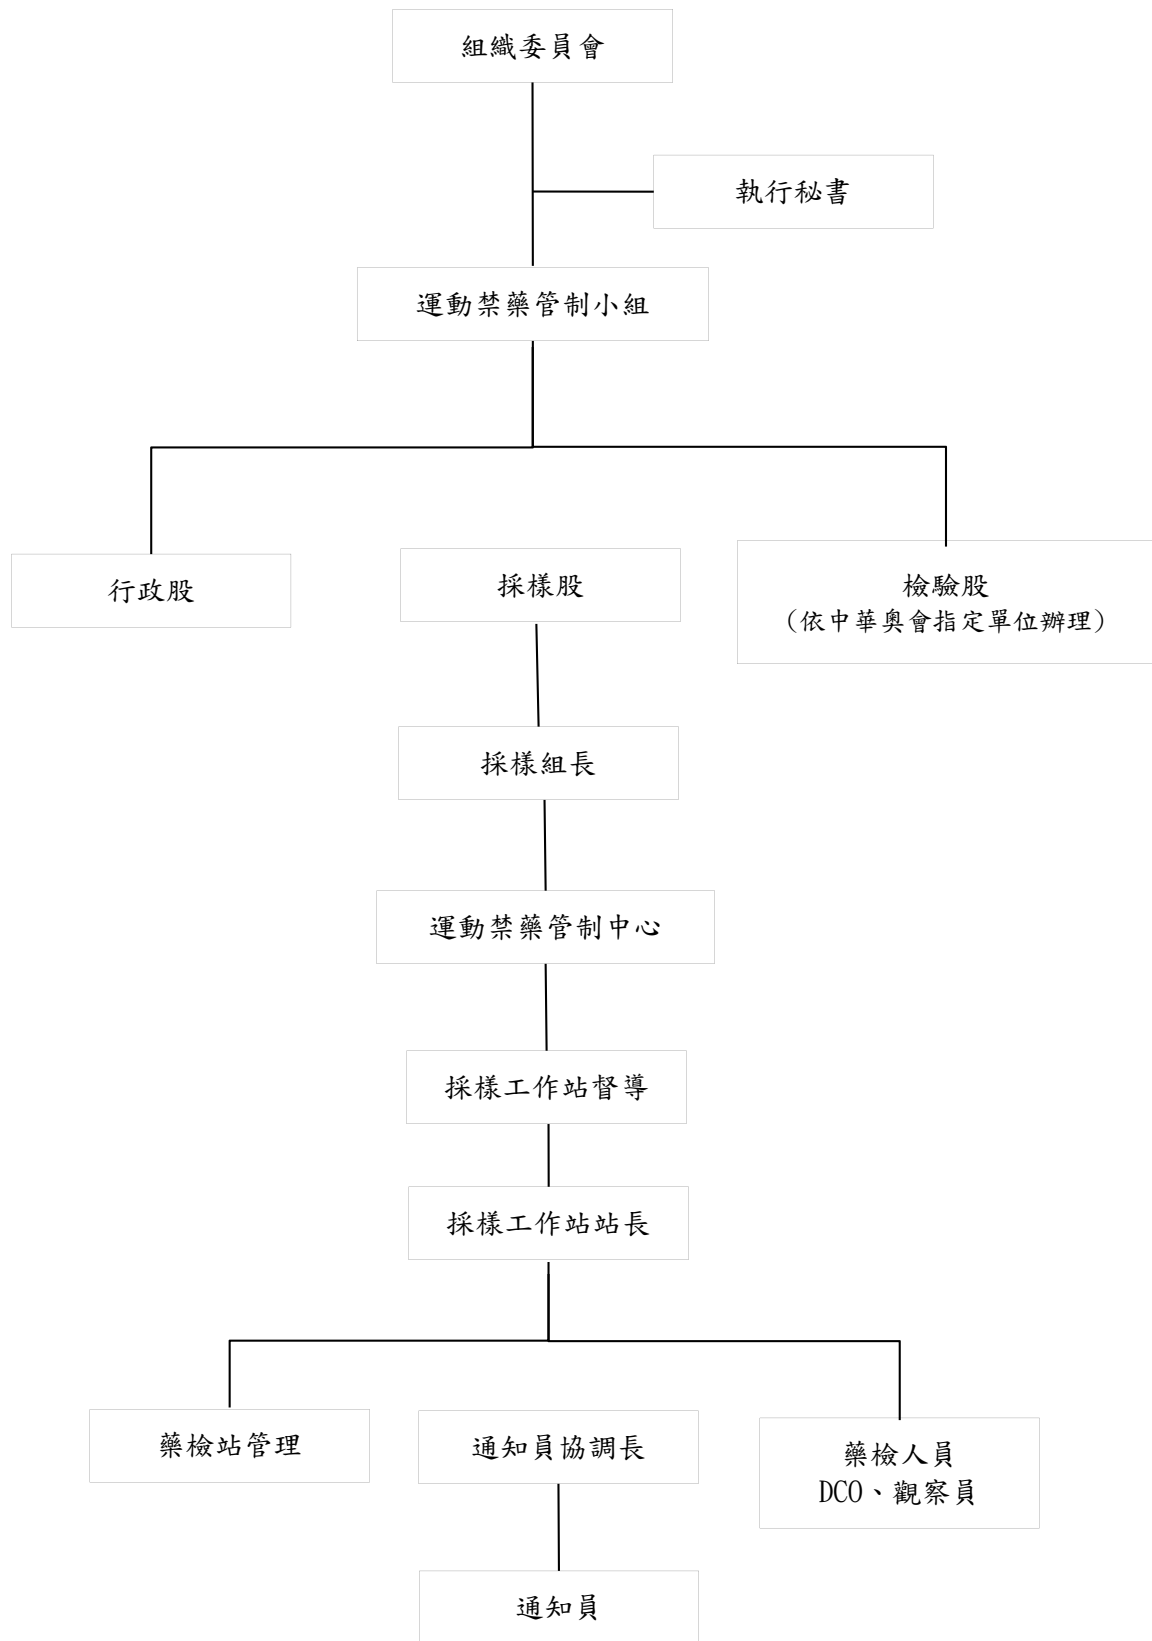 組織委員會
執行秘書
運動禁藥管制小組
行政股
採樣股
檢驗股
(依中華奧會指定單位辦理)
採樣組長
運動禁藥管制中心
採樣工作站督導
採樣工作站站長
藥檢站管理
通知員協調長
藥檢人員
DCO、觀察員
通知員